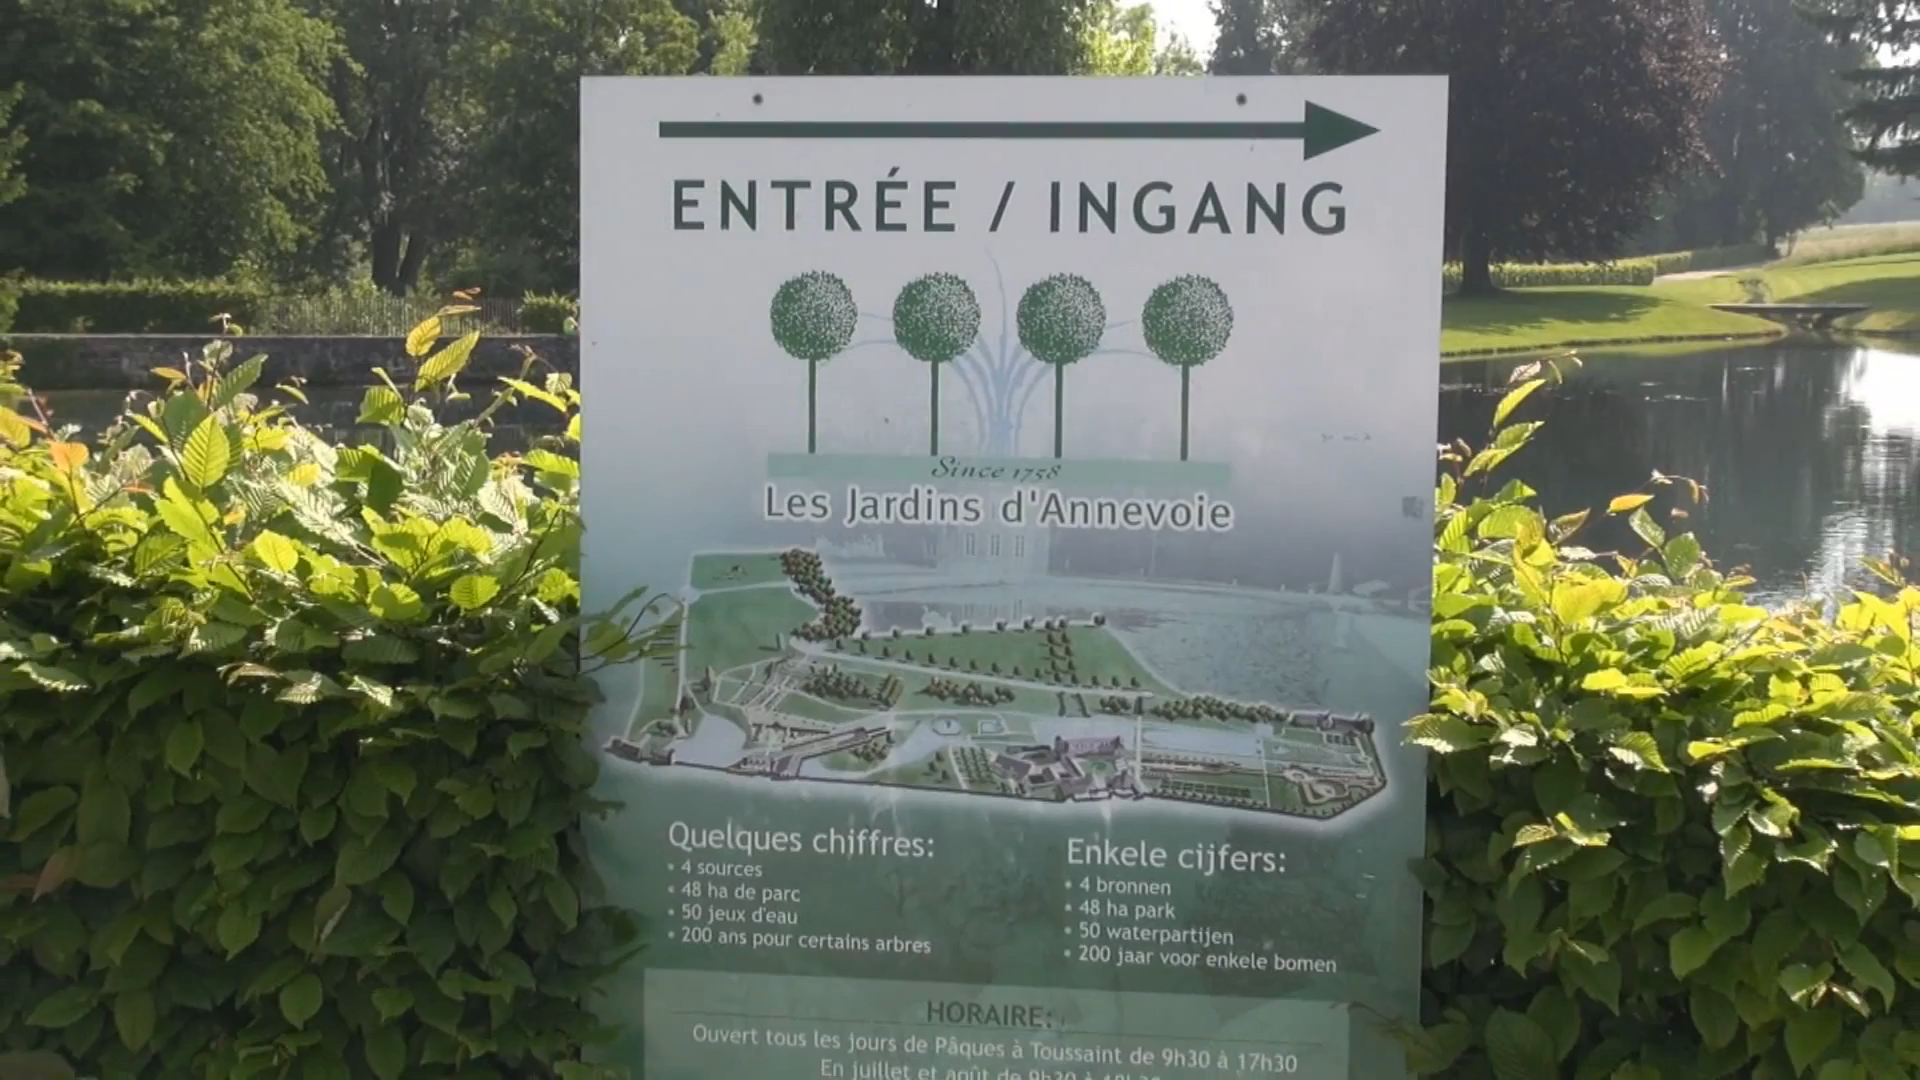 ENTRÉE / INGANG
Since 1758
Les Jardins d'Annevoie
Quelques chiffres:
• 4 sources
• 48 ha de parc
• 50 jeux d'eau
• 200 ans pour certains arbres
Enkele cijfers:
• 4 bronnen
• 48 ha park
• 50 waterpartijen
• 200 jaar voor enkele bomen
HORAIRE:
Ouvert tous les jours de Pâques à Toussaint de 9h30 à 17h30
En juillet et août de 9h30 à